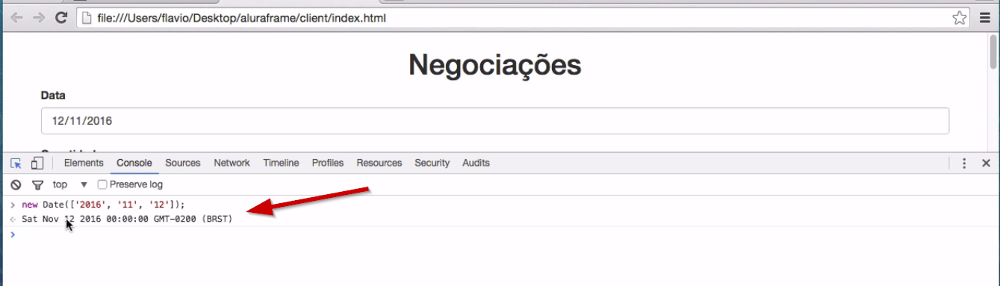 file:///Users/flavio/Desktop/aluraframe/client/index.html
Negociações
Data
12/11/2016
Elements Console Sources Network Timeline Profiles Resources Security Audits
top Preserve log
> new Date(['2016', '11', '12']);
Sat Nov 12 2016 00:00:00 GMT-0200 (BRST)
>